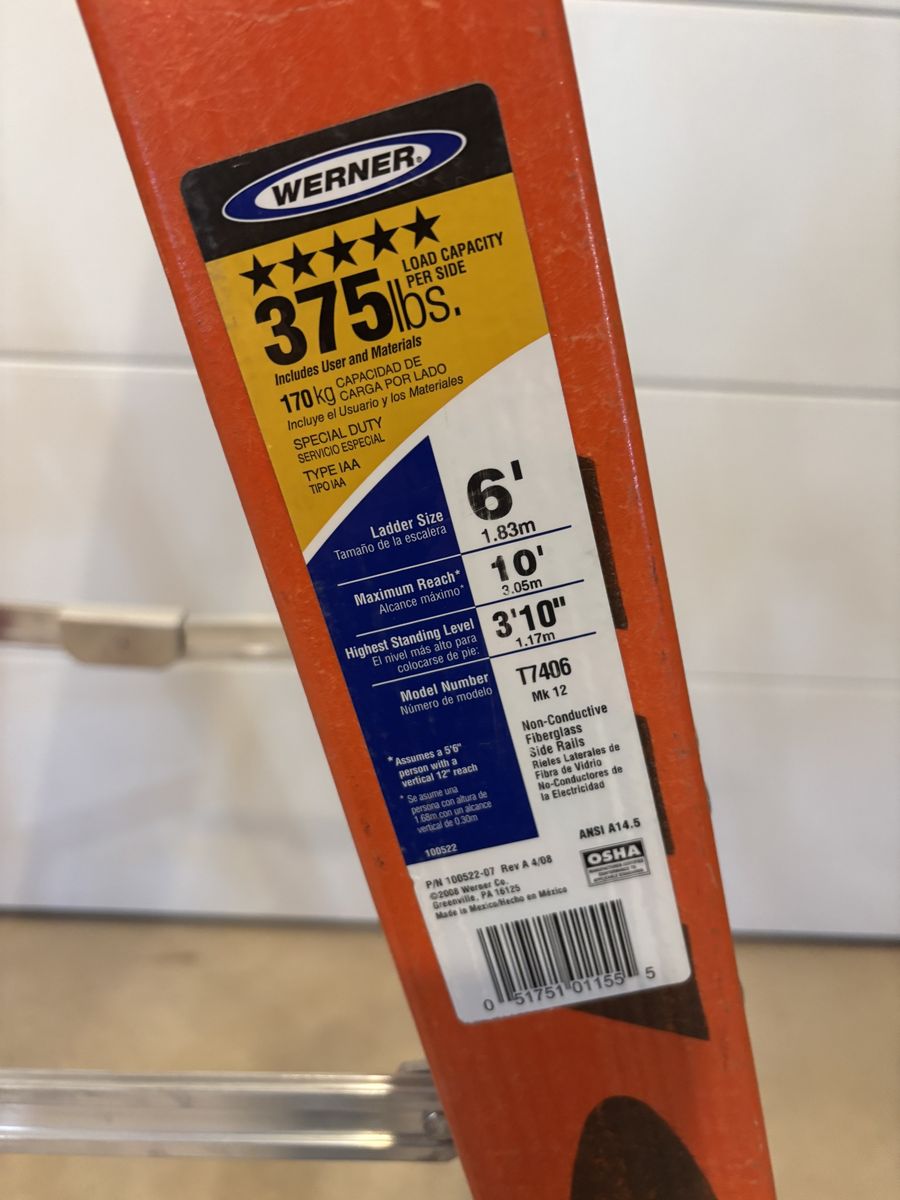 WERNER®
LOAD CAPACITY
PER SIDE
375lbs.
Includes User and Materials
170kg CAPACIDAD DE
CARGA POR LADO
Incluye el Usuario y los Materiales
SPECIAL DUTY
SERVICIO ESPECIAL
TYPE IAA
TIPO IAA
Ladder Size 6'
Tamaño de la escalera 1.83m
Maximum Reach* 10'
Alcance máximo* 3.05m
Highest Standing Level 3'10"
El nivel más alto para 1.17m
colocarse de pie:
Model Number T7406
Número de modelo Mk 12
Non-Conductive
Fiberglass
Side Rails
Rieles Laterales de
Fibra de Vidrio
No-Conductores de
la Electricidad
*Assumes a 5'6"
person with a
vertical 12" reach
* Se asume una
persona con altura de
1.68m con un alcance
vertical de 0.30m
100522
ANSI A14.5
OSHA
P/N 100522-07 Rev A 4/08
©2008 Werner Co.
Greenville, PA 16125
Made in Mexico/Hecho en México
0 51751 01155 5